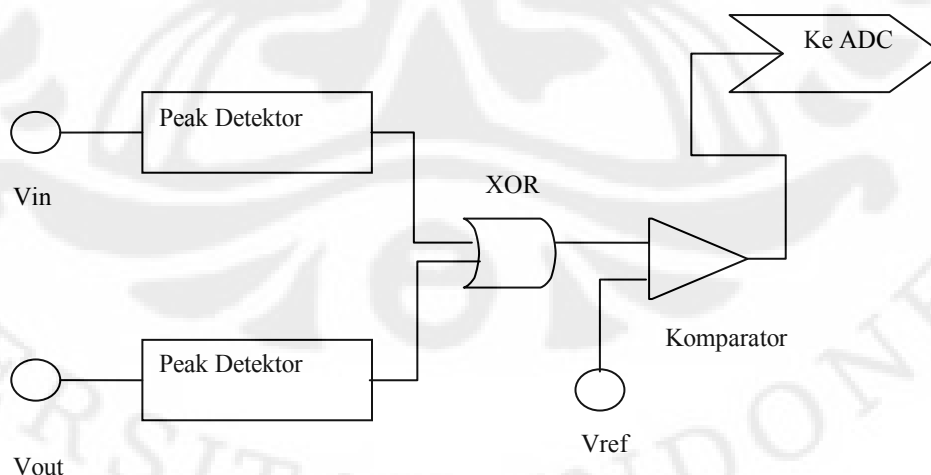 Ke ADC
Peak Detektor
Vin
XOR
Komparator
Peak Detektor
Vref
Vout